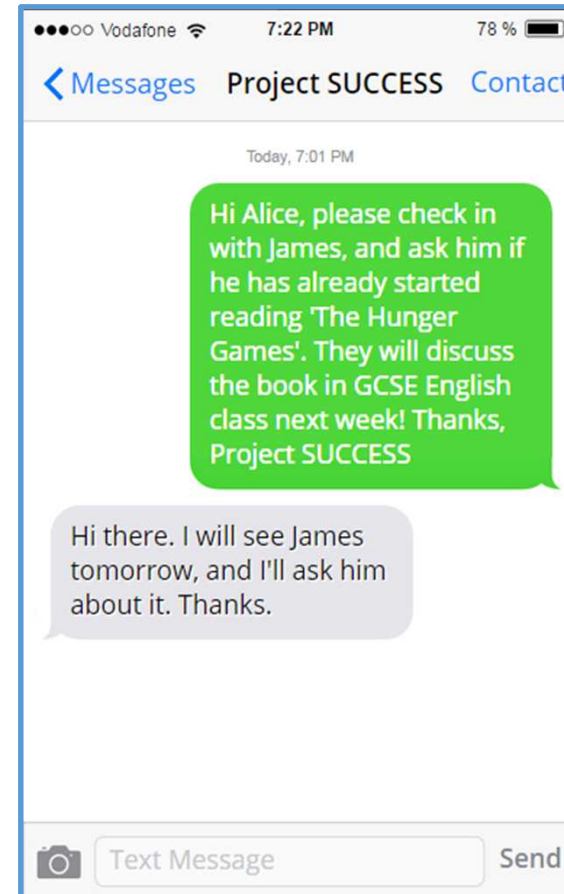 Vodafone 7:22 PM 78 %
Messages Project SUCCESS Contact
Today, 7:01 PM
Hi Alice, please check in
with James, and ask him if
he has already started
reading 'The Hunger
Games'. They will discuss
the book in GCSE English
class next week! Thanks,
Project SUCCESS
Hi there. I will see James
tomorrow, and I'll ask him
about it. Thanks.
Text Message Send